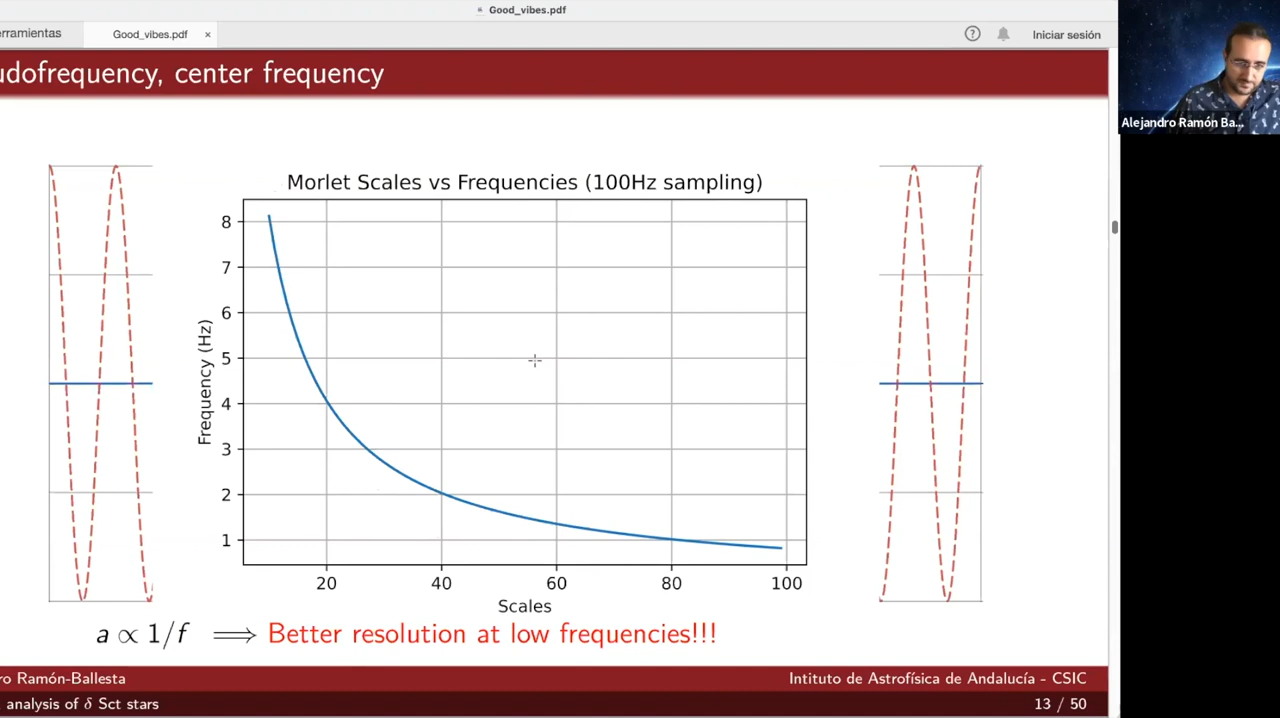 Good_vibes.pdf
erramientas
Good_vibes.pdf ×
? Iniciar sesión
udofrequency, center frequency
Alejandro Ramón Ba...
Morlet Scales vs Frequencies (100Hz sampling)
8
7
6
5
4
3
2
1
Frequency (Hz)
20 40 60 80 100
Scales
a ∝ 1/f ⟹ Better resolution at low frequencies!!!
ro Ramón-Ballesta
Intituto de Astrofísica de Andalucía - CSIC
analysis of δ Sct stars
13 / 50